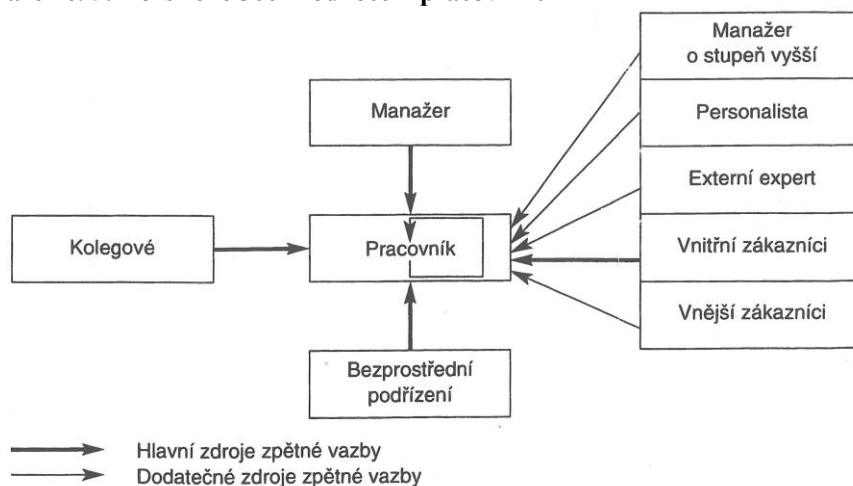 Manažer
o stupeň vyšší
Manažer
Personalista
Externí expert
Kolegové
Pracovník
Vnitřní zákazníci
Vnější zákazníci
Bezprostřední
podřízení
Hlavní zdroje zpětné vazby
Dodatečné zdroje zpětné vazby